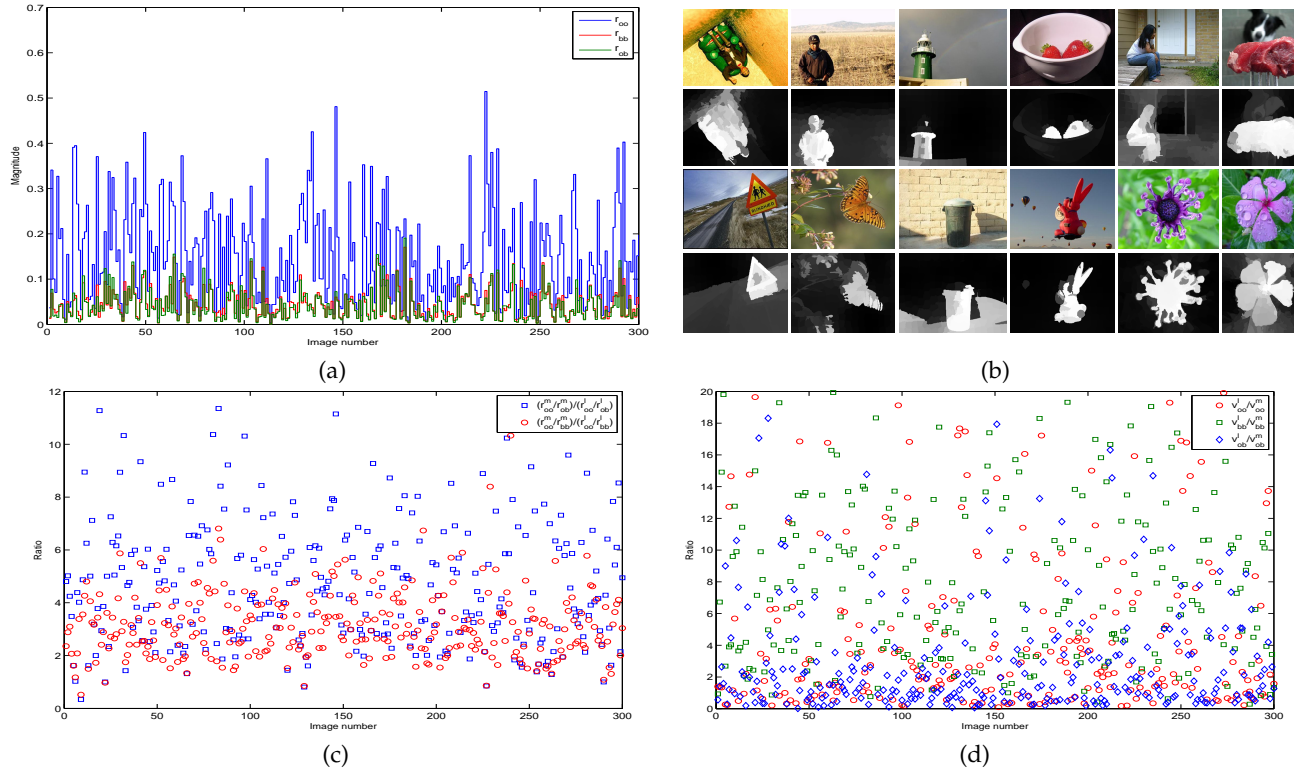 0.7
0.6
0.5
0.4
0.3
0.2
0.1
0
Magnitude
r_oo
r_bb
r_ob
0 50 100 150 200 250 300
Image number
(a)
(b)
12
10
8
6
4
2
0
Ratio
(r^m_oo/r^m_ob)/(r^l_oo/r^l_ob)
(r^m_oo/r^m_bb)/(r^l_oo/r^l_bb)
0 50 100 150 200 250 300
Image number
(c)
20
18
16
14
12
10
8
6
4
2
0
Ratio
v^l_oo/v^m_oo
v^l_bb/v^m_bb
v^l_ob/v^m_ob
0 50 100 150 200 250 300
Image number
(d)